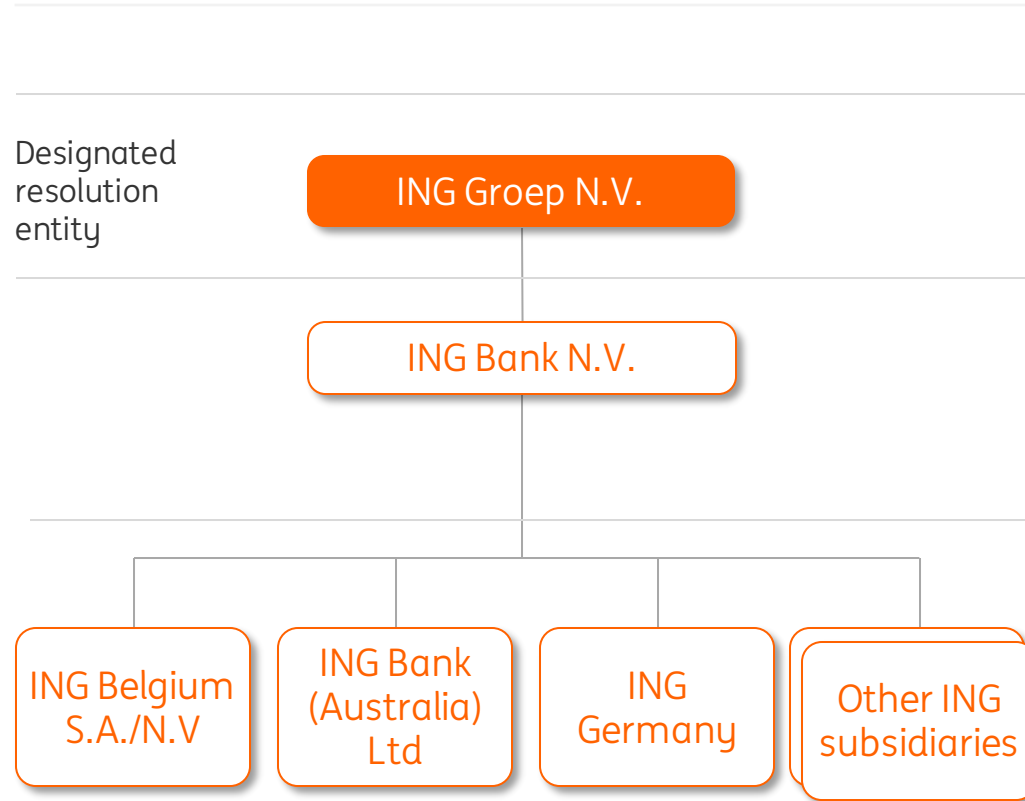 Designated
resolution
entity
ING Groep N.V.
ING Bank N.V.
ING Belgium
S.A./N.V
ING Bank
(Australia)
Ltd
ING
Germany
Other ING
subsidiaries